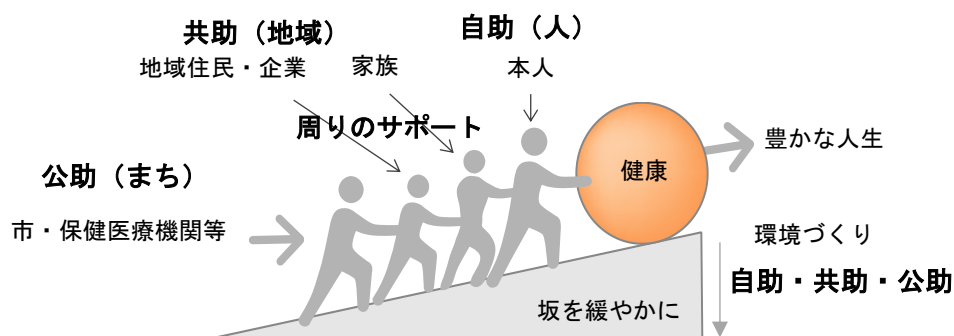 共助（地域）
地域住民・企業
家族
自助（人）
本人
周りのサポート
公助（まち）
市・保健医療機関等
健康
豊かな人生
環境づくり
自助・共助・公助
坂を緩やかに